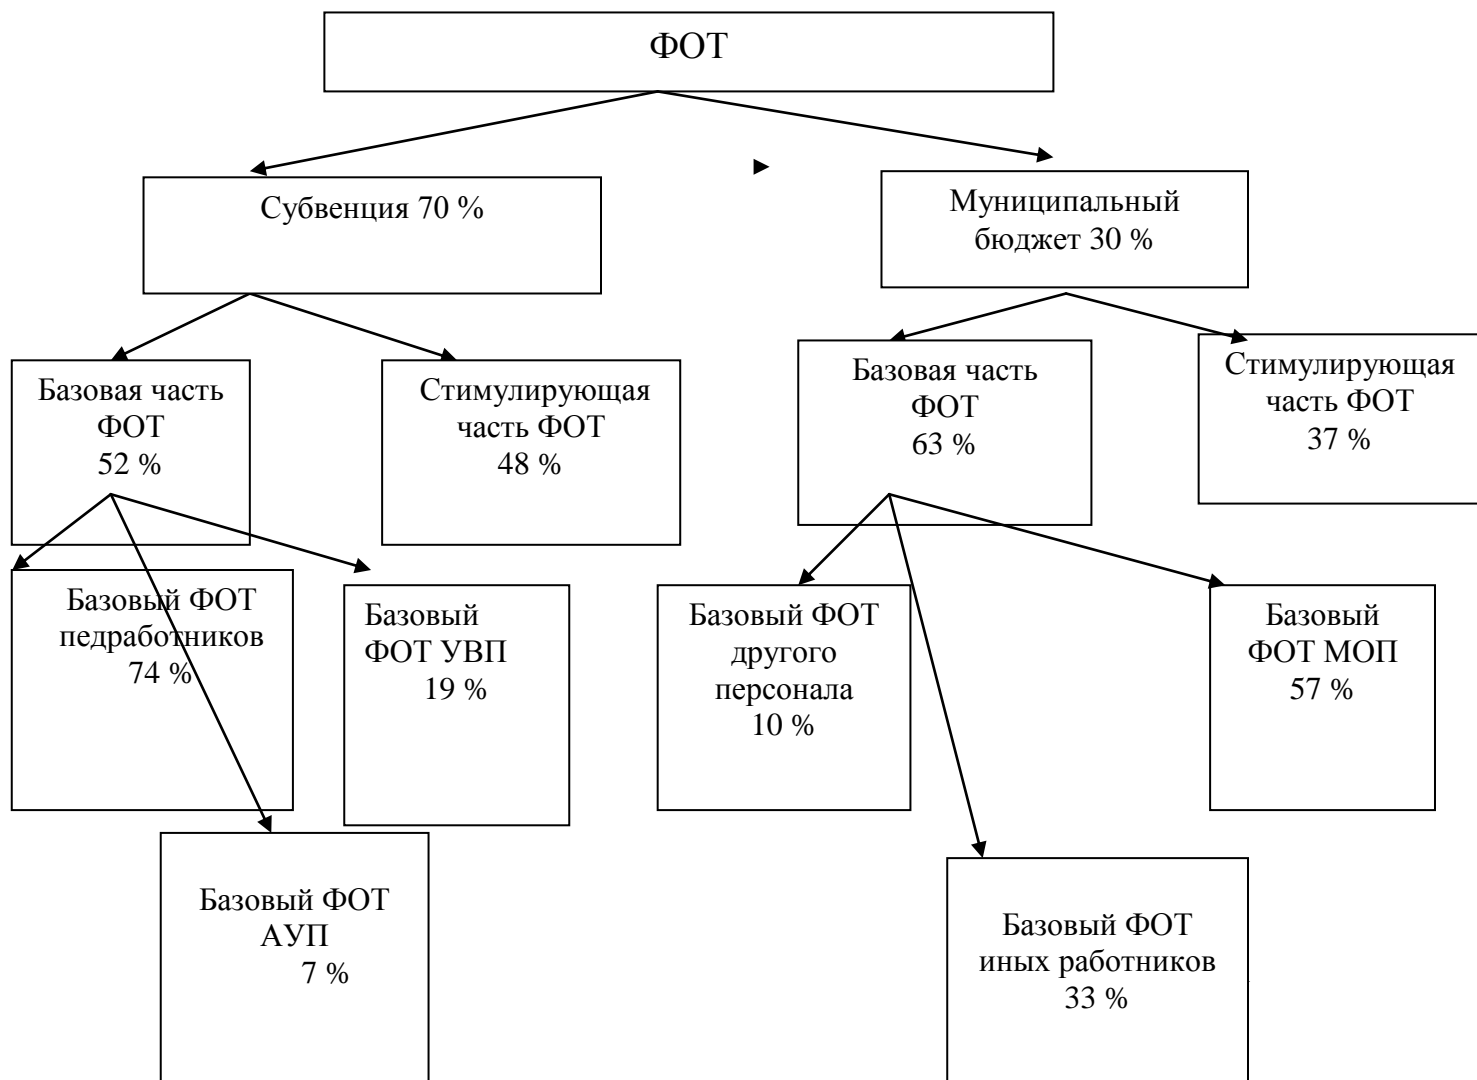 ФОТ
Субвенция 70 %
Муниципальный
бюджет 30 %
Базовая часть
ФОТ
52 %
Стимулирующая
часть ФОТ
48 %
Базовая часть
ФОТ
63 %
Стимулирующая
часть ФОТ
37 %
Базовый ФОТ
педработников
74 %
Базовый
ФОТ УВП
19 %
Базовый ФОТ
другого
персонала
10 %
Базовый
ФОТ МОП
57 %
Базовый ФОТ
АУП
7 %
Базовый ФОТ
иных работников
33 %